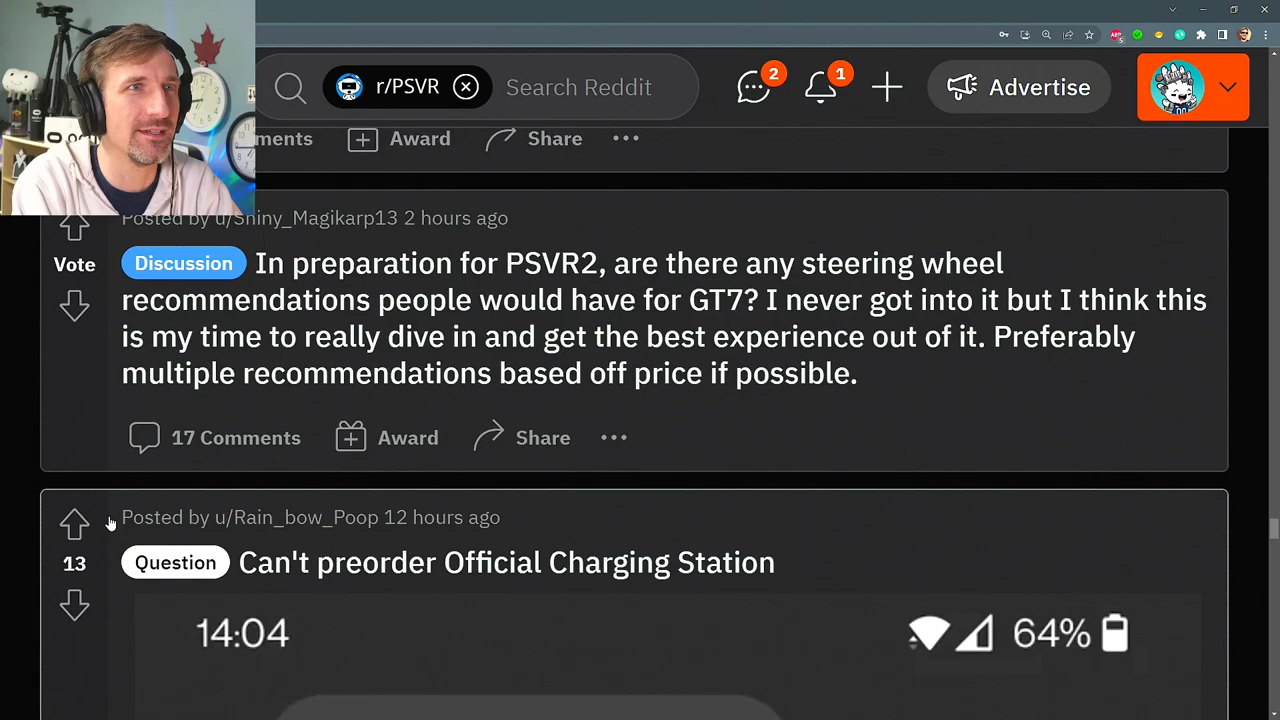 r/PSVR
Search Reddit
2
1
Advertise
ments
Award
Share
Posted by u/Shiny_Magikarp13 2 hours ago
Vote
Discussion
In preparation for PSVR2, are there any steering wheel
recommendations people would have for GT7? I never got into it but I think this
is my time to really dive in and get the best experience out of it. Preferably
multiple recommendations based off price if possible.
17 Comments
Award
Share
Posted by u/Rain_bow_Poop 12 hours ago
13
Question
Can't preorder Official Charging Station
14:04
64%